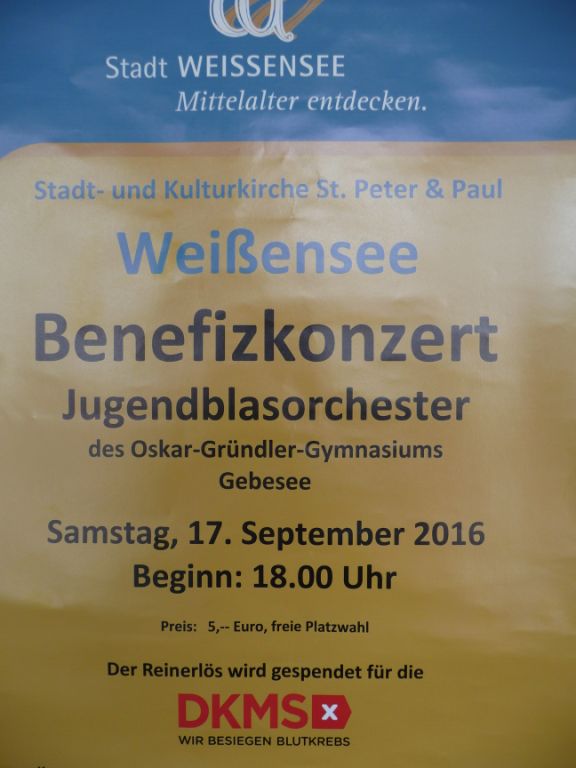 Stadt WEISSENSEE
Mittelalter entdecken.
Stadt- und Kulturkirche St. Peter & Paul
Weißensee
Benefizkonzert
Jugendblasorchester
des Oskar-Gründler-Gymnasiums
Gebesee
Samstag, 17. September 2016
Beginn: 18.00 Uhr
Preis: 5,-- Euro, freie Platzwahl
Der Reinerlös wird gespendet für die
DKMS x
WIR BESIEGEN BLUTKREBS